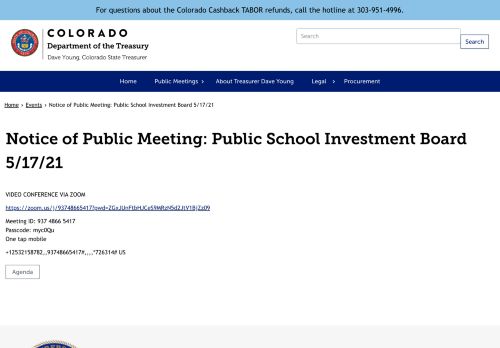 For questions about the Colorado Cashback TABOR refunds, call the hotline at 303-951-4996.
COLORADO
Department of the Treasury
Dave Young, Colorado State Treasurer
Search
Search
Home
Public Meetings
About Treasurer Dave Young
Legal
Procurement
Home › Events › Notice of Public Meeting: Public School Investment Board 5/17/21
Notice of Public Meeting: Public School Investment Board
5/17/21
VIDEO CONFERENCE VIA ZOOM
https://zoom.us/j/93748665417?pwd=ZGxJUnFtbHJCeS9MRzN5d2JtV1BjZz09
Meeting ID: 937 4866 5417
Passcode: myc0Qu
One tap mobile
+12532158782,,93748665417#,,,,*726314# US
Agenda